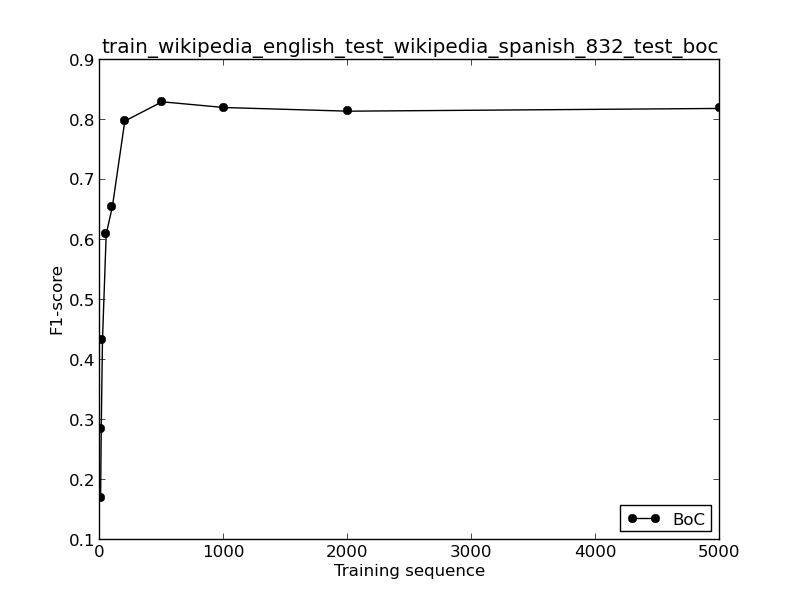 train_wikipedia_english_test_wikipedia_spanish_832_test_boc
0.9
0.8
0.7
0.6
0.5
0.4
0.3
0.2
0.1
F1-score
BoC
0 1000 2000 3000 4000 5000
Training sequence